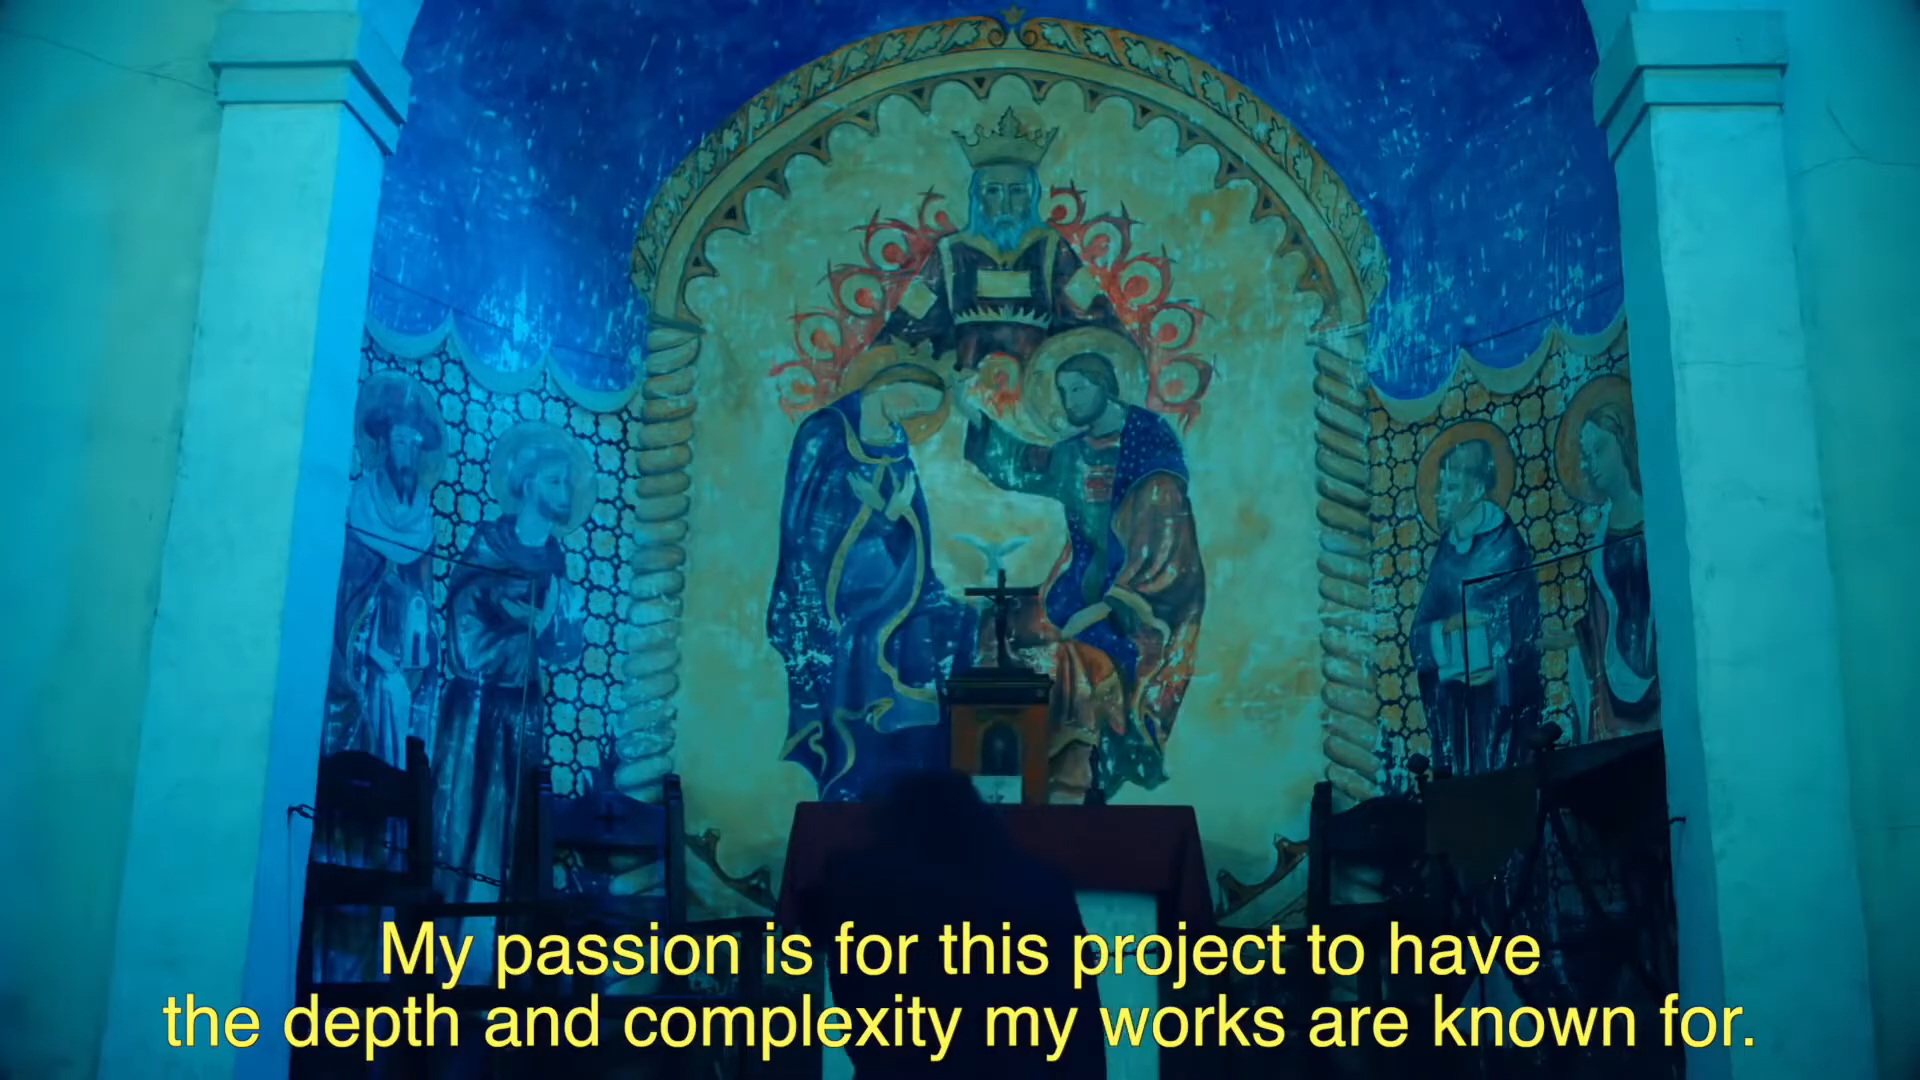 My passion is for this project to have
the depth and complexity my works are known for.